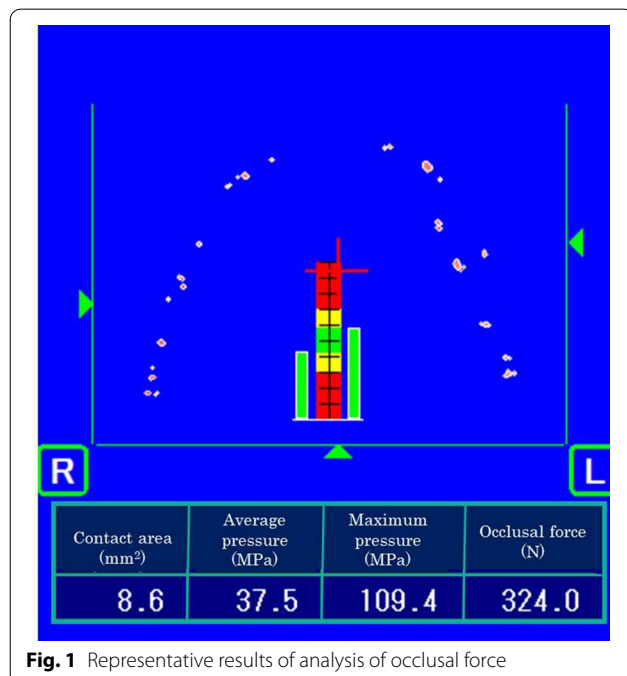 R
L
Contact area
(mm²)
Average
pressure
(MPa)
Maximum
pressure
(MPa)
Occlusal force
(N)
8.6
37.5
109.4
324.0
Fig. 1 Representative results of analysis of occlusal force